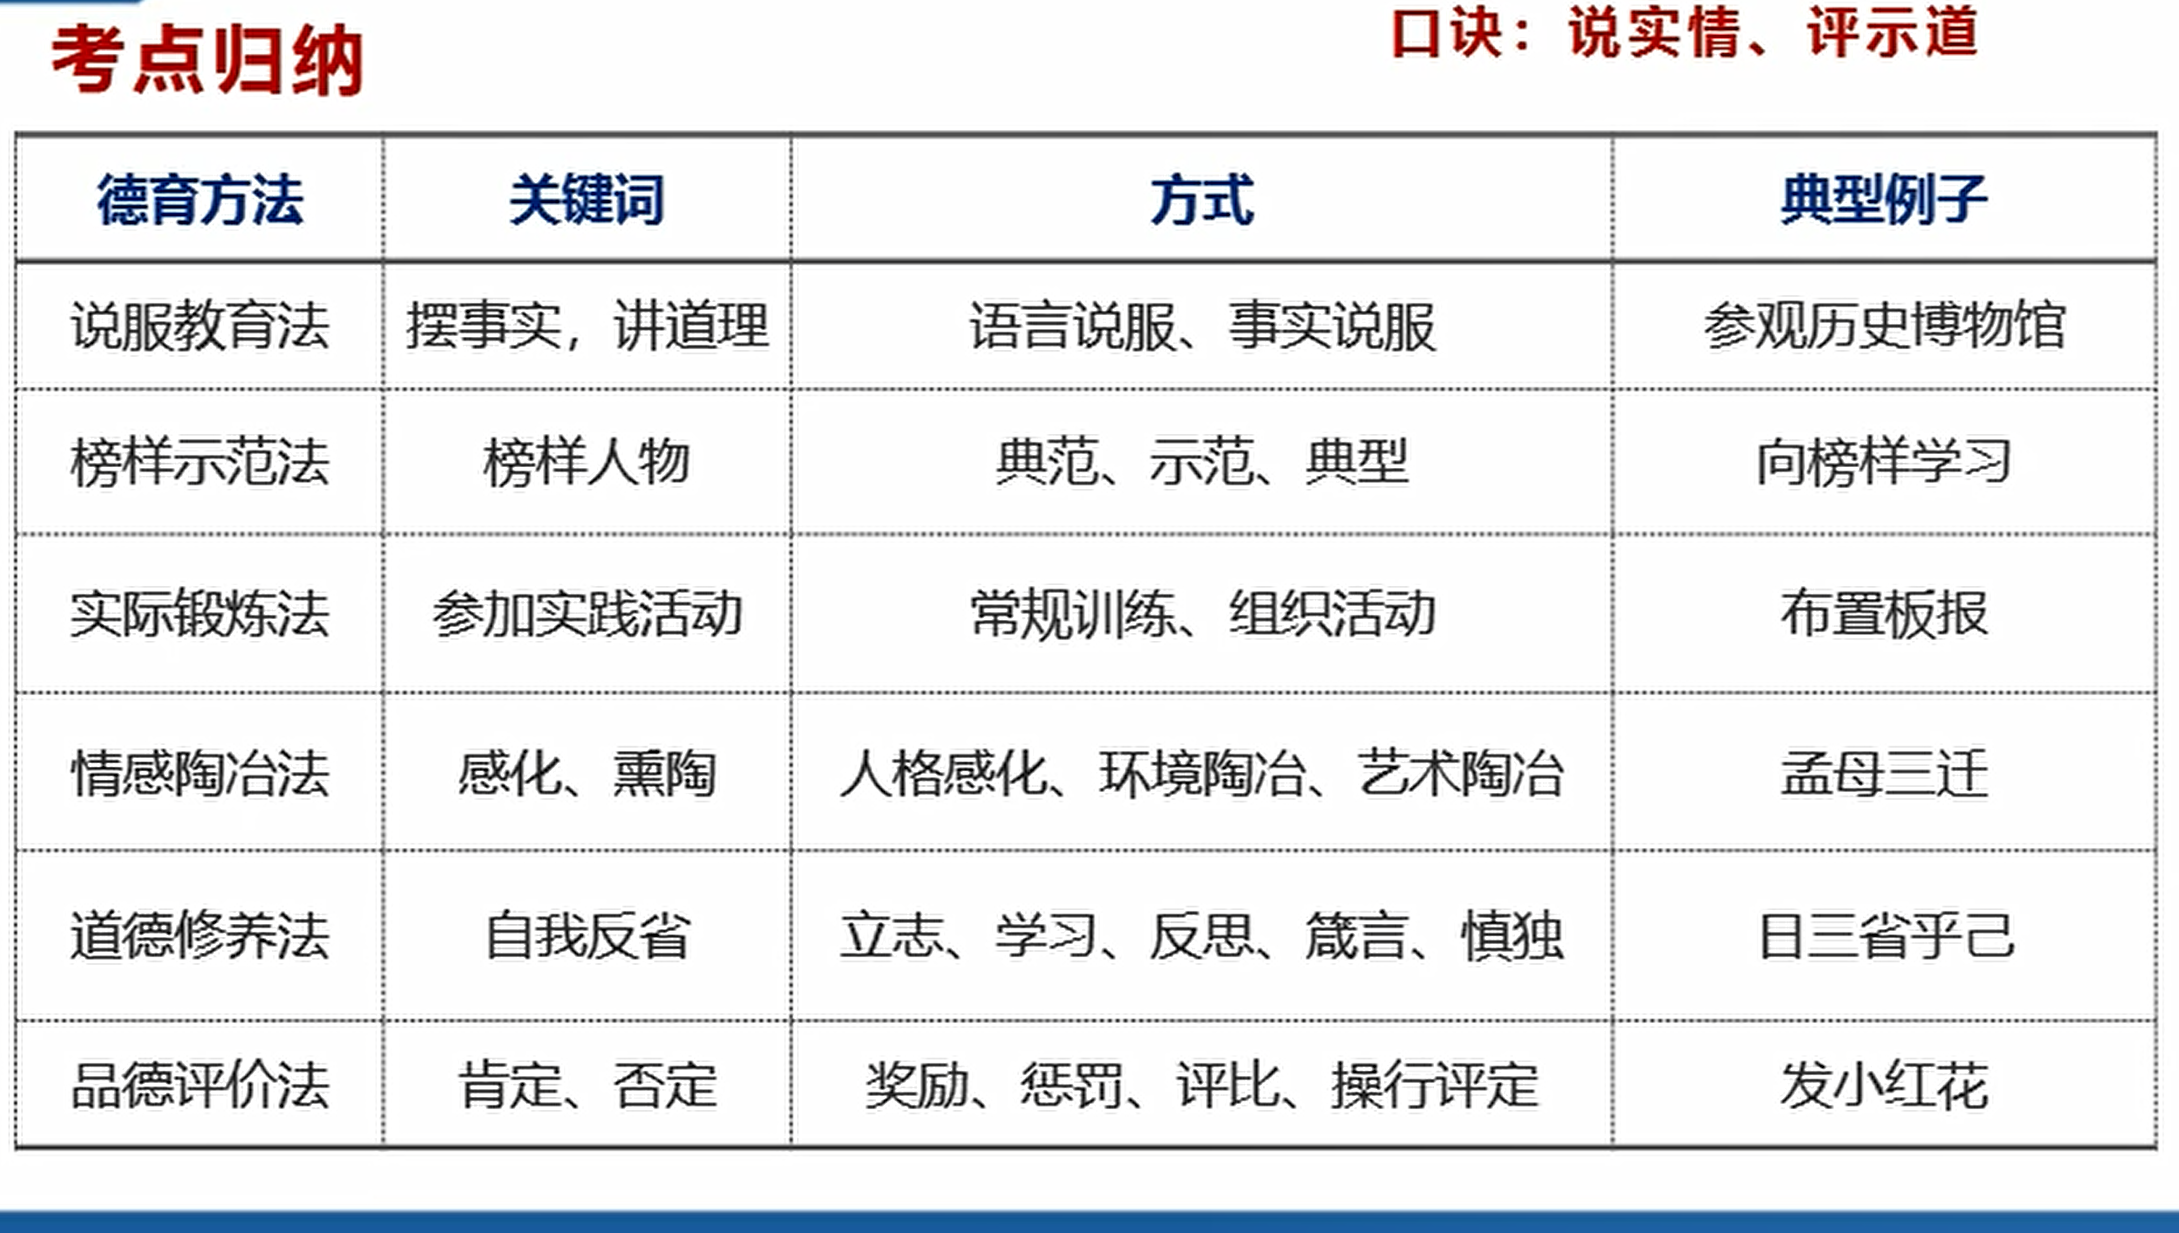 考点归纳
口诀：说实情、评示道
德育方法 关键词 方式 典型例子
说服教育法 摆事实，讲道理 语言说服、事实说服 参观历史博物馆
榜样示范法 榜样人物 典范、示范、典型 向榜样学习
实际锻炼法 参加实践活动 常规训练、组织活动 布置板报
情感陶冶法 感化、熏陶 人格感化、环境陶冶、艺术陶冶 孟母三迁
道德修养法 自我反省 立志、学习、反思、箴言、慎独 日三省乎己
品德评价法 肯定、否定 奖励、惩罚、评比、操行评定 发小红花